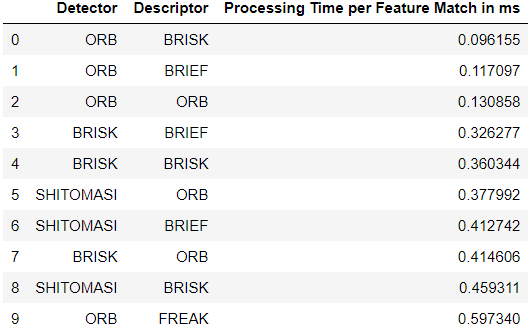 Detector Descriptor Processing Time per Feature Match in ms
0 ORB BRISK 0.096155
1 ORB BRIEF 0.117097
2 ORB ORB 0.130858
3 BRISK BRIEF 0.326277
4 BRISK BRISK 0.360344
5 SHITOMASI ORB 0.377992
6 SHITOMASI BRIEF 0.412742
7 BRISK ORB 0.414606
8 SHITOMASI BRISK 0.459311
9 ORB FREAK 0.597340